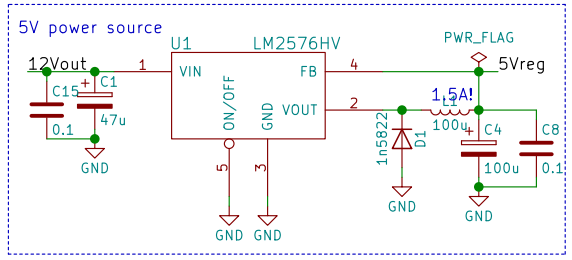 5V power source
PWR_FLAG
U1
LM2576HV
12Vout
1
VIN
FB
4
5Vreg
C15
0.1
C1
+
47u
ON/OFF
GND
VOUT
2
1.5A!
L1
100u
1n5822
D1
+
C4
100u
C8
0.1
GND
5
3
GND
GND
GND
GND